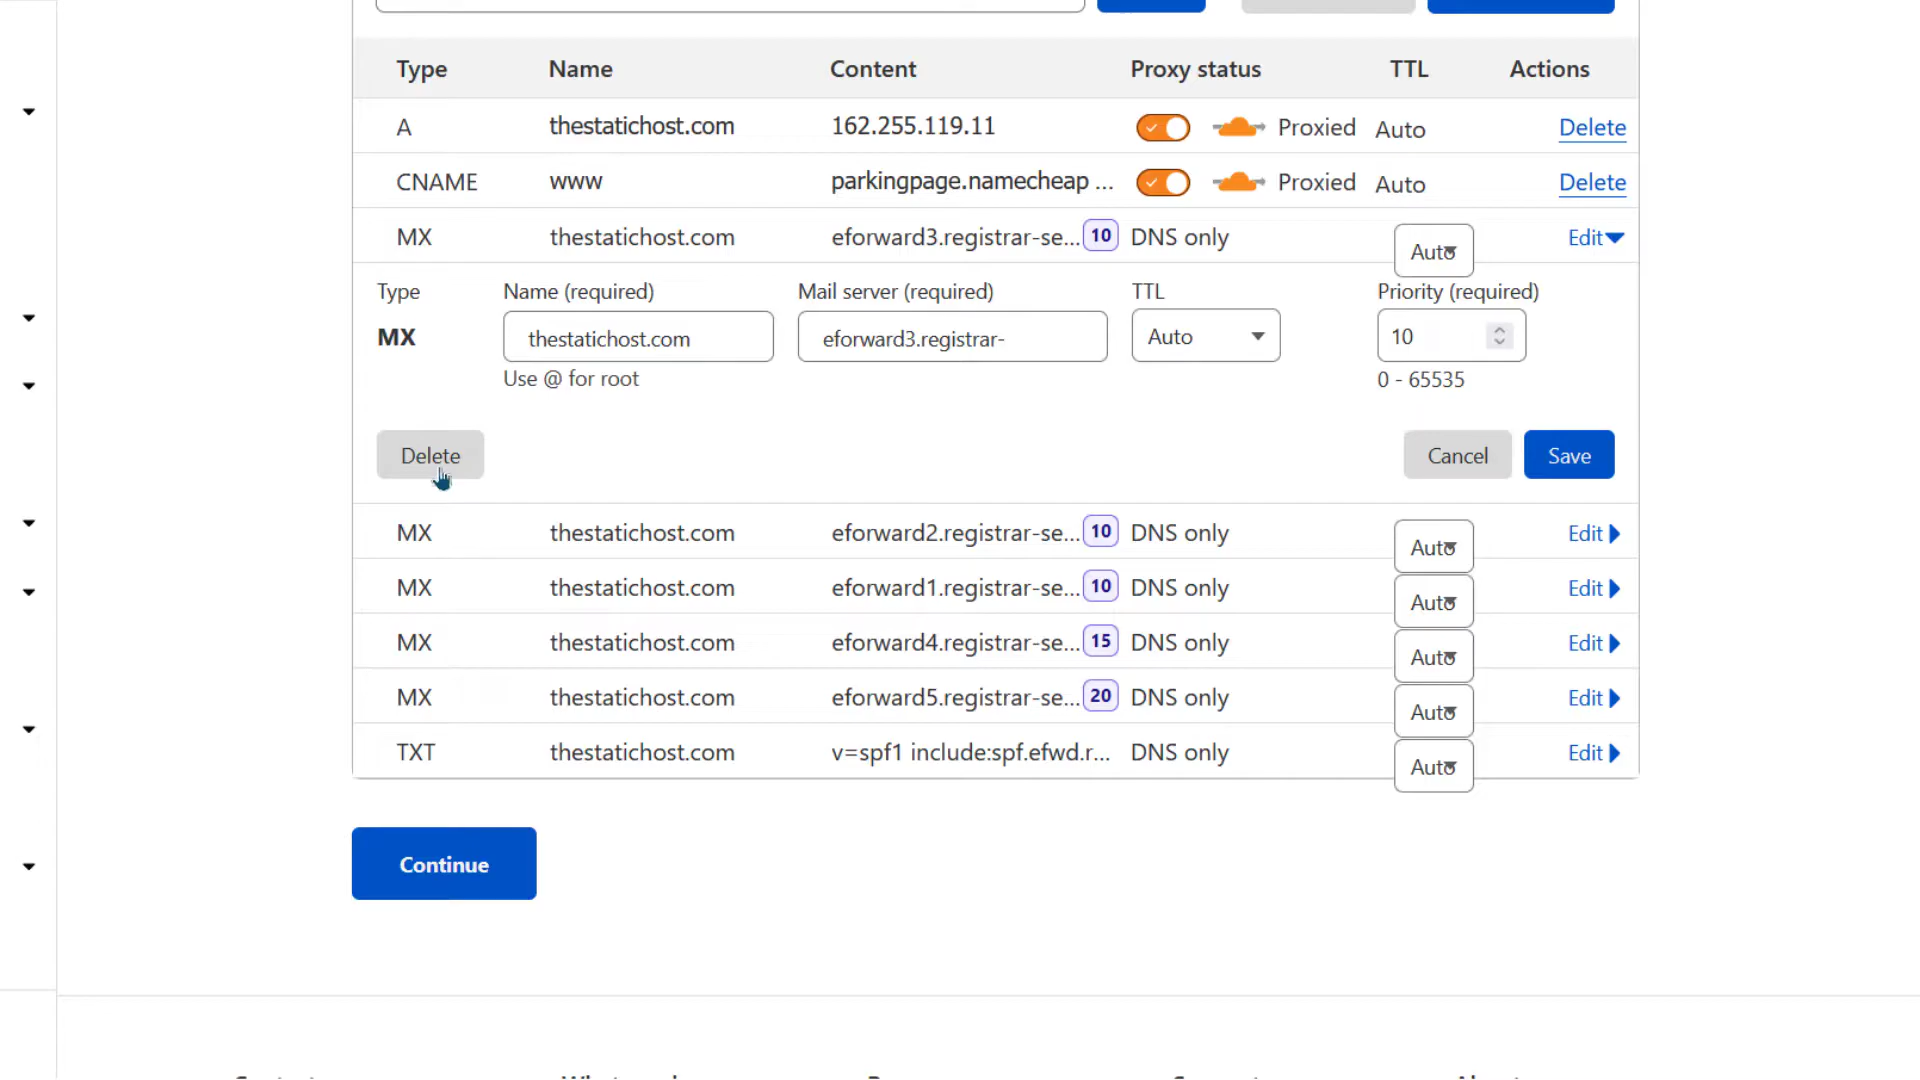 Type Name Content Proxy status TTL Actions
A thestatichost.com 162.255.119.11 Proxied Auto Delete
CNAME www parkingpage.namecheap ... Proxied Auto Delete
MX thestatichost.com eforward3.registrar-se... 10 DNS only Auto Edit
Type Name (required) Mail server (required) TTL Priority (required)
MX thestatichost.com eforward3.registrar- Auto 10
Use @ for root 0 - 65535
Delete Cancel Save
MX thestatichost.com eforward2.registrar-se... 10 DNS only Auto Edit
MX thestatichost.com eforward1.registrar-se... 10 DNS only Auto Edit
MX thestatichost.com eforward4.registrar-se... 15 DNS only Auto Edit
MX thestatichost.com eforward5.registrar-se... 20 DNS only Auto Edit
TXT thestatichost.com v=spf1 include:spf.efwd.r... DNS only Auto Edit
Continue